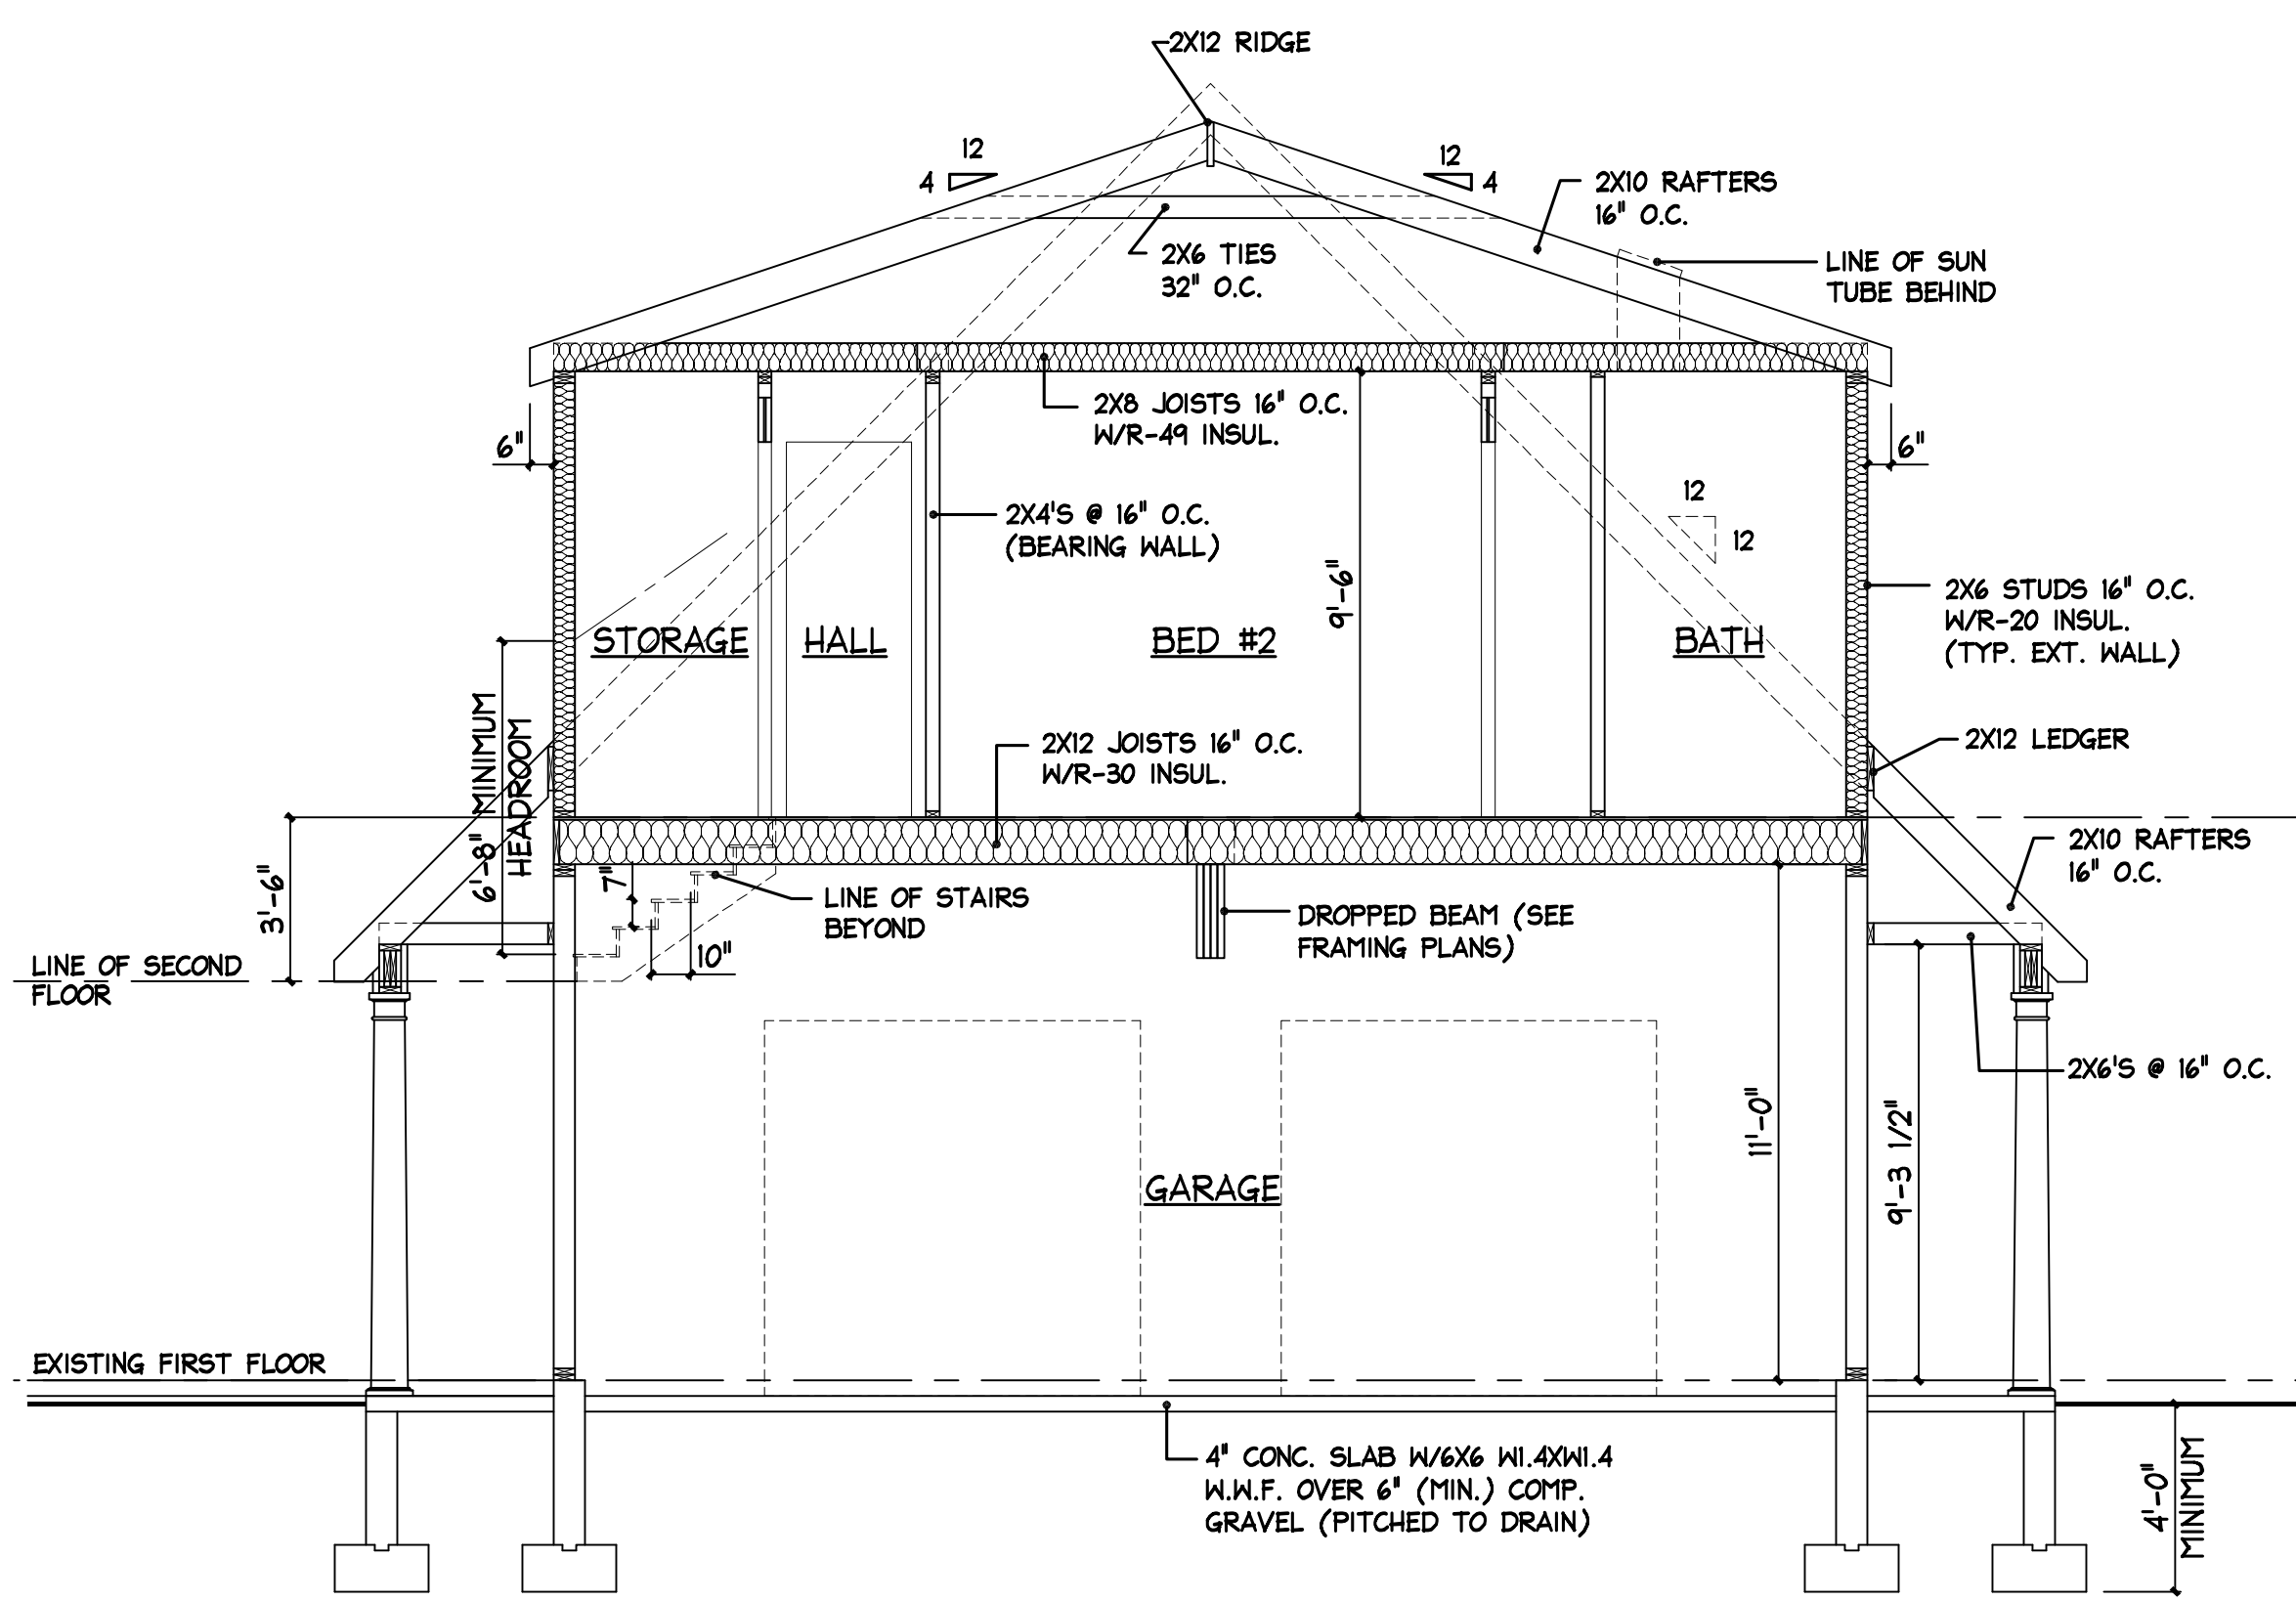 2X12 RIDGE
12
4
12
4
2X10 RAFTERS
16" O.C.
2X6 TIES
32" O.C.
LINE OF SUN
TUBE BEHIND
2X8 JOISTS 16" O.C.
W/R-49 INSUL.
6"
6"
2X4'S @ 16" O.C.
(BEARING WALL)
12
12
9'-6"
2X6 STUDS 16" O.C.
W/R-20 INSUL.
(TYP. EXT. WALL)
STORAGE
HALL
BED #2
BATH
6'-8" MINIMUM
HEADROOM
2X12 JOISTS 16" O.C.
W/R-30 INSUL.
2X12 LEDGER
2X10 RAFTERS
16" O.C.
3'-6"
7"
10"
LINE OF STAIRS
BEYOND
DROPPED BEAM (SEE
FRAMING PLANS)
LINE OF SECOND
FLOOR
2X6'S @ 16" O.C.
11'-0"
9'-3 1/2"
GARAGE
EXISTING FIRST FLOOR
4" CONC. SLAB W/6X6 W1.4XW1.4
W.W.F. OVER 6" (MIN.) COMP.
GRAVEL (PITCHED TO DRAIN)
4'-0"
MINIMUM